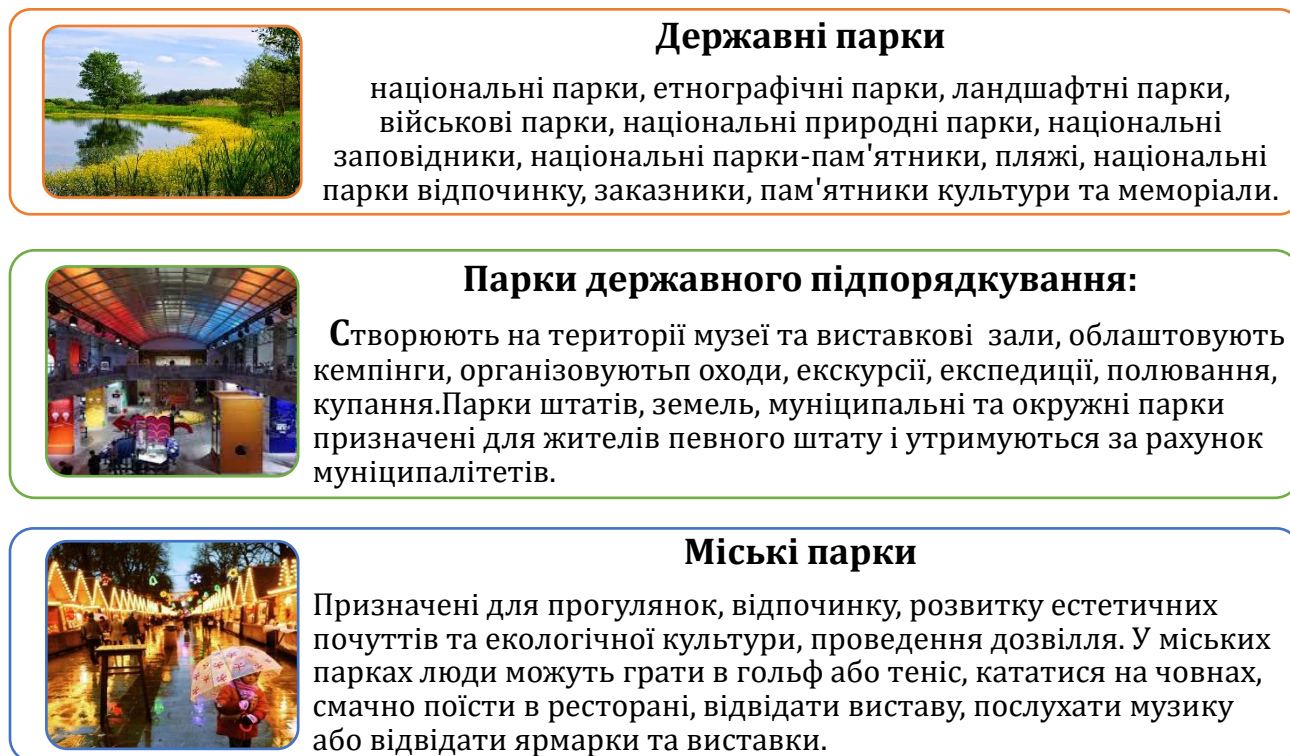 Державні парки
національні парки, етнографічні парки, ландшафтні парки,
військові парки, національні природні парки, національні
заповідники, національні парки-пам'ятники, пляжі, національні
парки відпочинку, заказники, пам'ятники культури та меморіали.
Парки державного підпорядкування:
Створюють на території музеї та виставкові зали, облаштовують
кемпінги, організовуютьп оходи, екскурсії, експедиції, полювання,
купання.Парки штатів, земель, муніципальні та окружні парки
призначені для жителів певного штату і утримуються за рахунок
муніципалітетів.
Міські парки
Призначені для прогулянок, відпочинку, розвитку естетичних
почуттів та екологічної культури, проведення дозвілля. У міських
парках люди можуть грати в гольф або теніс, кататися на човнах,
смачно поїсти в ресторані, відвідати виставу, послухати музику
або відвідати ярмарки та виставки.